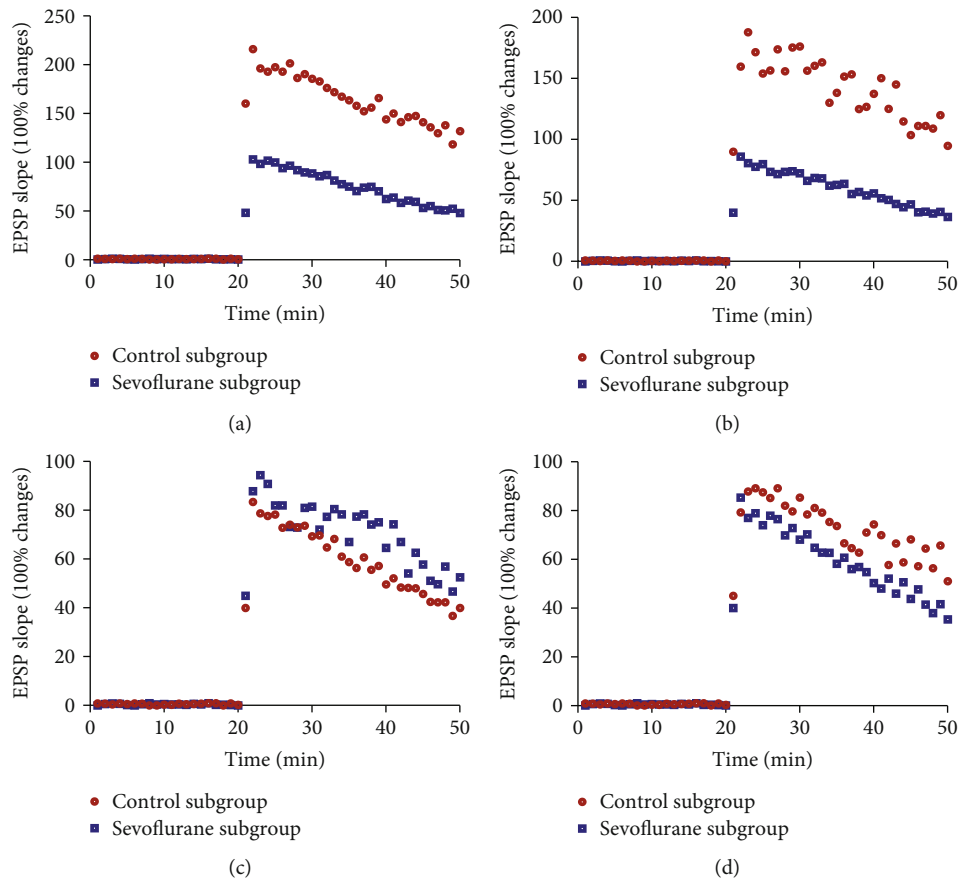 250
200
150
100
50
0
EPSP slope (100% changes)
0 10 20 30 40 50
Time (min)
Control subgroup
Sevoflurane subgroup
(a)
200
150
100
50
0
EPSP slope (100% changes)
0 10 20 30 40 50
Time (min)
Control subgroup
Sevoflurane subgroup
(b)
100
80
60
40
20
0
EPSP slope (100% changes)
0 10 20 30 40 50
Time (min)
Control subgroup
Sevoflurane subgroup
(c)
100
80
60
40
20
0
EPSP slope (100% changes)
0 10 20 30 40 50
Time (min)
Control subgroup
Sevoflurane subgroup
(d)